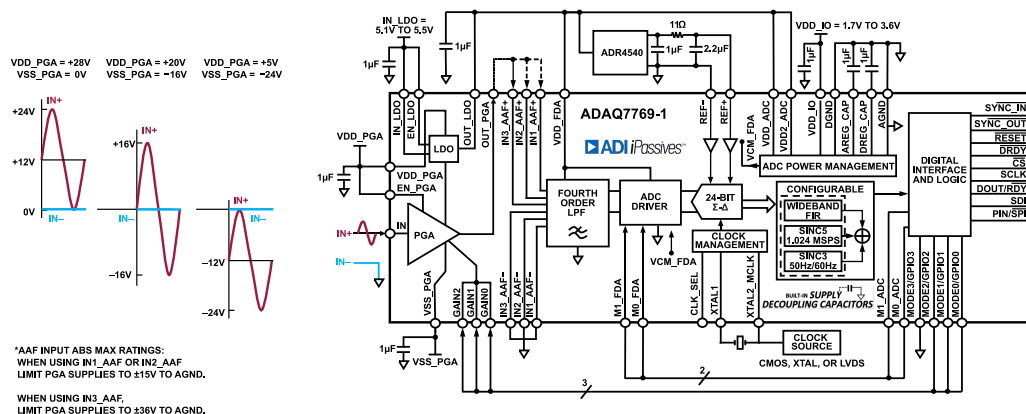 VDD_PGA = +28V
VSS_PGA = 0V
VDD_PGA = +20V
VSS_PGA = −16V
VDD_PGA = +5V
VSS_PGA = −24V
IN+
+24V
+12V
0V
IN−
IN+
+16V
IN−
−16V
IN+
IN−
−12V
−24V
*AAF INPUT ABS MAX RATINGS:
WHEN USING IN1_AAF OR IN2_AAF
LIMIT PGA SUPPLIES TO ±15V TO AGND.
WHEN USING IN3_AAF,
LIMIT PGA SUPPLIES TO ±36V TO AGND.
IN_LDO =
5.1V TO 5.5V
1µF
1µF
ADR4540
11Ω
1µF
2.2µF
VDD_IO = 1.7V TO 3.6V
1µF
1µF
1µF
IN_LDO
EN_LDO
OUT_LDO
OUT_PGA
IN3_AAF+
IN2_AAF+
IN1_AAF+
VDD_FDA
ADAQ7769-1
ADI iPassives™
REF−
REF+
VCM_FDA
VDD_ADC
VDD2_ADC
VDD_IO
DGND
AREG_CAP
DREG_CAP
AGND
VDD_PGA
1µF
LDO
VDD_PGA
EN_PGA
IN+
IN
PGA
IN−
VSS_PGA
GAIN2
GAIN1
GAIN0
IN3_AAF−
IN2_AAF−
IN1_AAF−
FOURTH
ORDER
LPF
ADC
DRIVER
VCM_FDA
M1_FDA
M0_FDA
24-BIT
Σ-Δ
CLOCK
MANAGEMENT
CLK_SEL
XTAL1
XTAL2_MCLK
ADC POWER MANAGEMENT
CONFIGURABLE
WIDEBAND
FIR
SINC5
1.024 MSPS
SINC3
50Hz/60Hz
BUILT-IN SUPPLY
DECOUPLING CAPACITORS
DIGITAL
INTERFACE
AND LOGIC
SYNC_IN
SYNC_OUT
RESET
DRDY
CS
SCLK
DOUT/RDY
SDI
PIN/SPI
M1_ADC
M0_ADC
MODE3/GPIO3
MODE2/GPIO2
MODE1/GPIO1
MODE0/GPIO0
1µF
VSS_PGA
CLOCK
SOURCE
CMOS, XTAL, OR LVDS
2
3